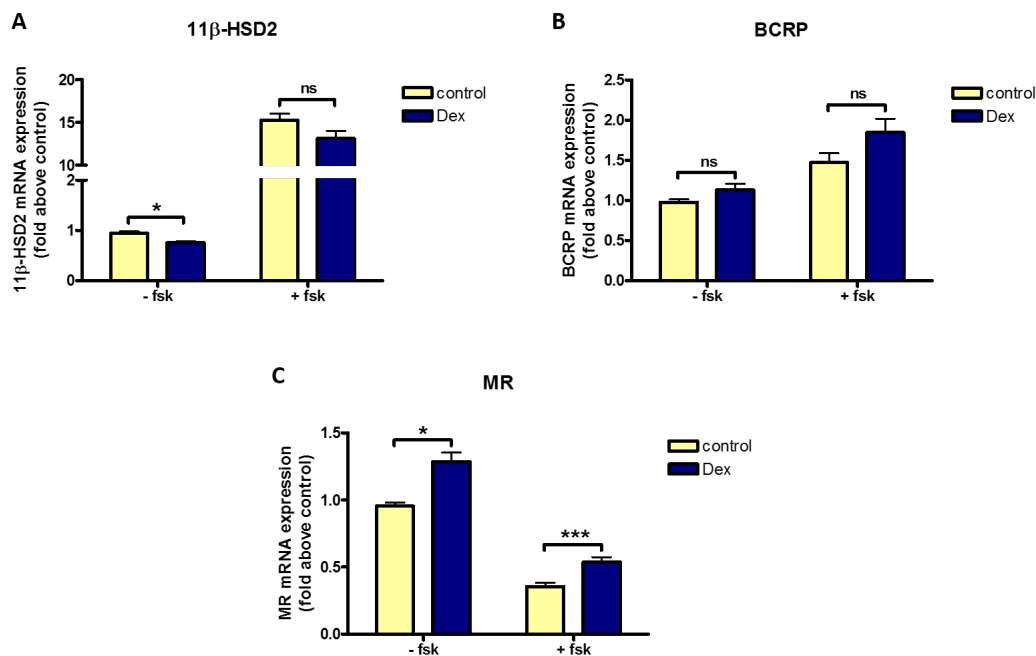 A
11β-HSD2
11β-HSD2 mRNA expression
(fold above control)
20
15
10
2
1
0
*
ns
- fsk
+ fsk
control
Dex
B
BCRP
BCRP mRNA expression
(fold above control)
2.5
2.0
1.5
1.0
0.5
0.0
ns
ns
- fsk
+ fsk
control
Dex
C
MR
MR mRNA expression
(fold above control)
1.5
1.0
0.5
0.0
*
***
- fsk
+ fsk
control
Dex